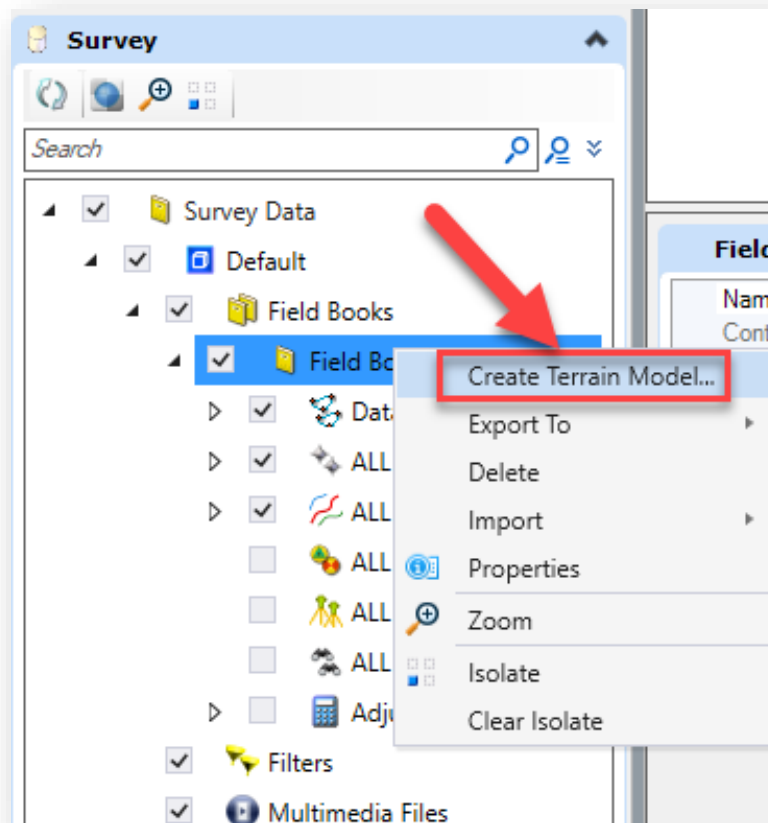 Survey
Search
Survey Data
Default
Field Books
Field
Create Terrain Model...
Export To
Delete
Import
Properties
Zoom
Isolate
Clear Isolate
ALL
ALL
ALL
ALL
ALL
Filters
Multimedia Files